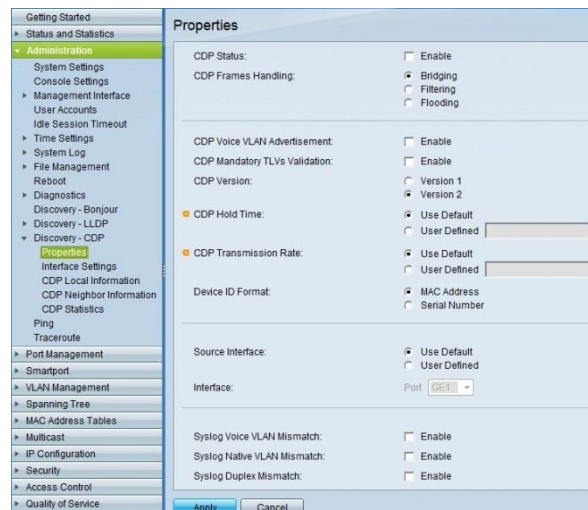 Getting Started
Status and Statistics
Administration
System Settings
Console Settings
Management Interface
User Accounts
Idle Session Timeout
Time Settings
System Log
File Management
Reboot
Diagnostics
Discovery - Bonjour
Discovery - LLDP
Discovery - CDP
Properties
Interface Settings
CDP Local Information
CDP Neighbor Information
CDP Statistics
Ping
Traceroute
Port Management
Smartport
VLAN Management
Spanning Tree
MAC Address Tables
Multicast
IP Configuration
Security
Access Control
Quality of Service
Properties
CDP Status: Enable
CDP Frames Handling: Bridging
Filtering
Flooding
CDP Voice VLAN Advertisement: Enable
CDP Mandatory TLVs Validation: Enable
CDP Version: Version 1
Version 2
CDP Hold Time: Use Default
User Defined
CDP Transmission Rate: Use Default
User Defined
Device ID Format: MAC Address
Serial Number
Source Interface: Use Default
User Defined
Interface: Port GE1
Syslog Voice VLAN Mismatch: Enable
Syslog Native VLAN Mismatch: Enable
Syslog Duplex Mismatch: Enable
Apply Cancel